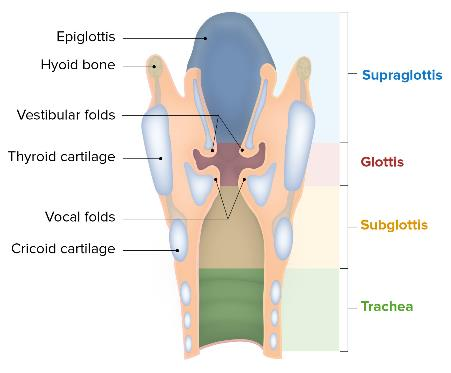 Epiglottis
Hyoid bone
Vestibular folds
Thyroid cartilage
Vocal folds
Cricoid cartilage
Supraglottis
Glottis
Subglottis
Trachea